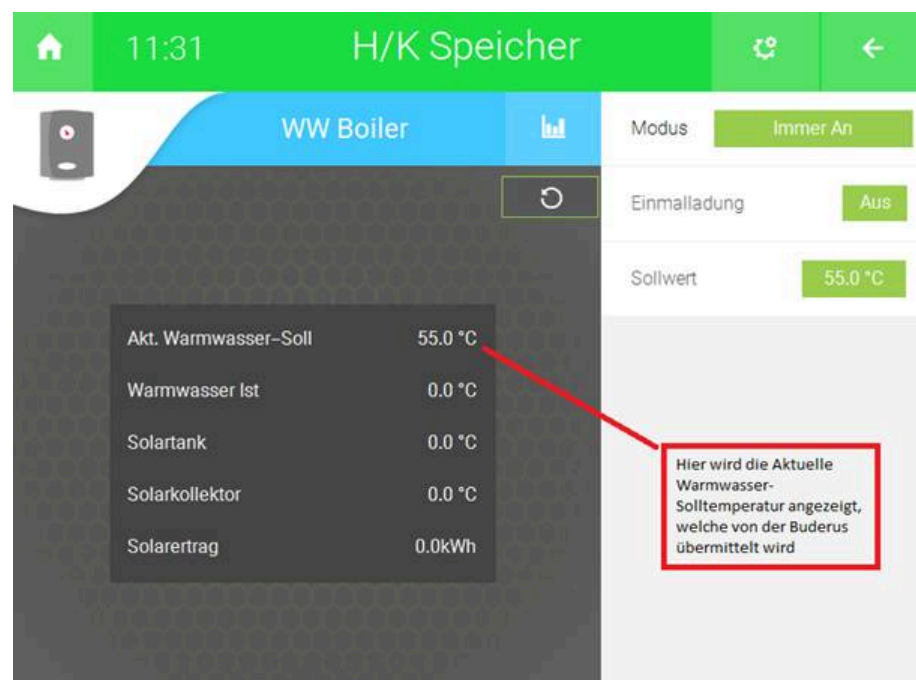 11:31 H/K Speicher
WW Boiler
Modus Immer An
Einmalladung Aus
Sollwert 55.0 °C
Akt. Warmwasser-Soll 55.0 °C
Warmwasser Ist 0.0 °C
Solartank 0.0 °C
Solarkollektor 0.0 °C
Solarertrag 0.0kWh
Hier wird die Aktuelle
Warmwasser-
Solltemperatur angezeigt,
welche von der Buderus
übermittelt wird